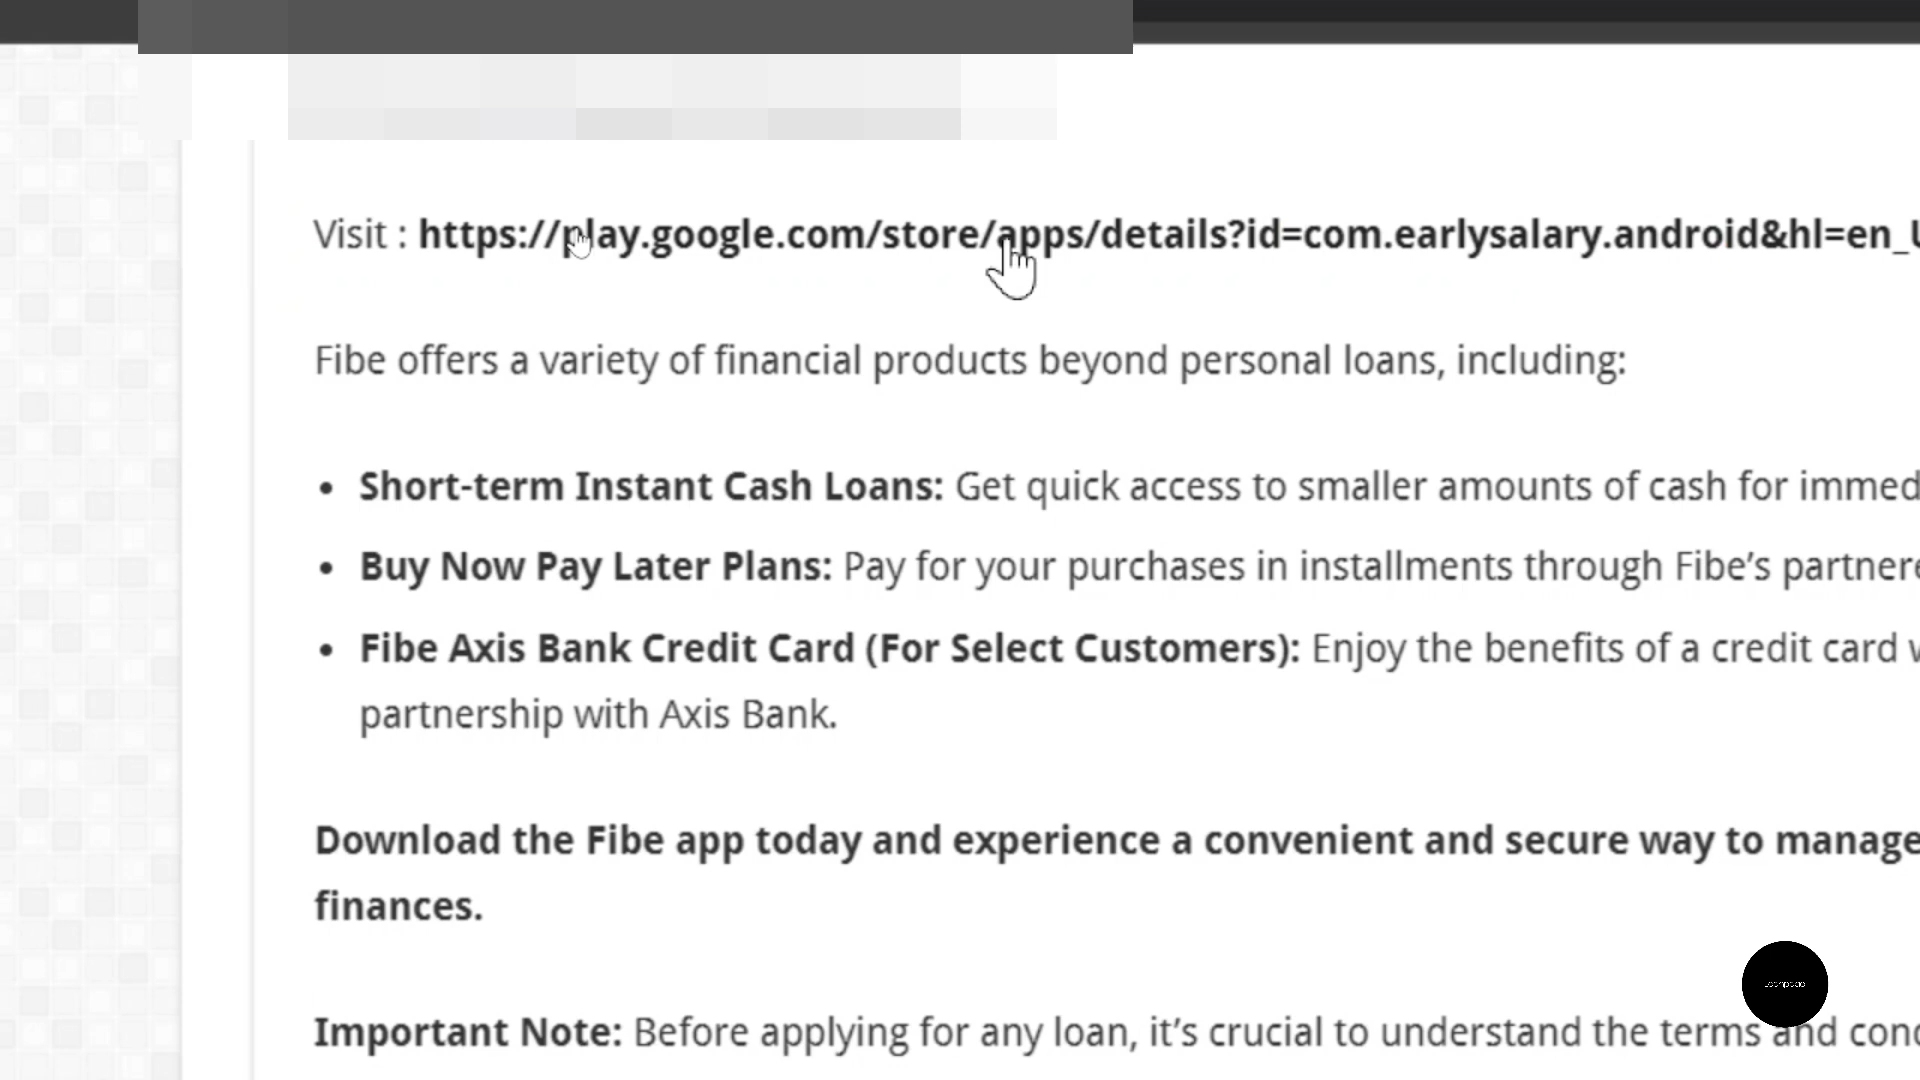 Visit : https://play.google.com/store/apps/details?id=com.earlysalary.android&hl=en_U
Fibe offers a variety of financial products beyond personal loans, including:
• Short-term Instant Cash Loans: Get quick access to smaller amounts of cash for immed
• Buy Now Pay Later Plans: Pay for your purchases in installments through Fibe’s partnere
• Fibe Axis Bank Credit Card (For Select Customers): Enjoy the benefits of a credit card w
partnership with Axis Bank.
Download the Fibe app today and experience a convenient and secure way to manage
finances.
Important Note: Before applying for any loan, it’s crucial to understand the terms and cond